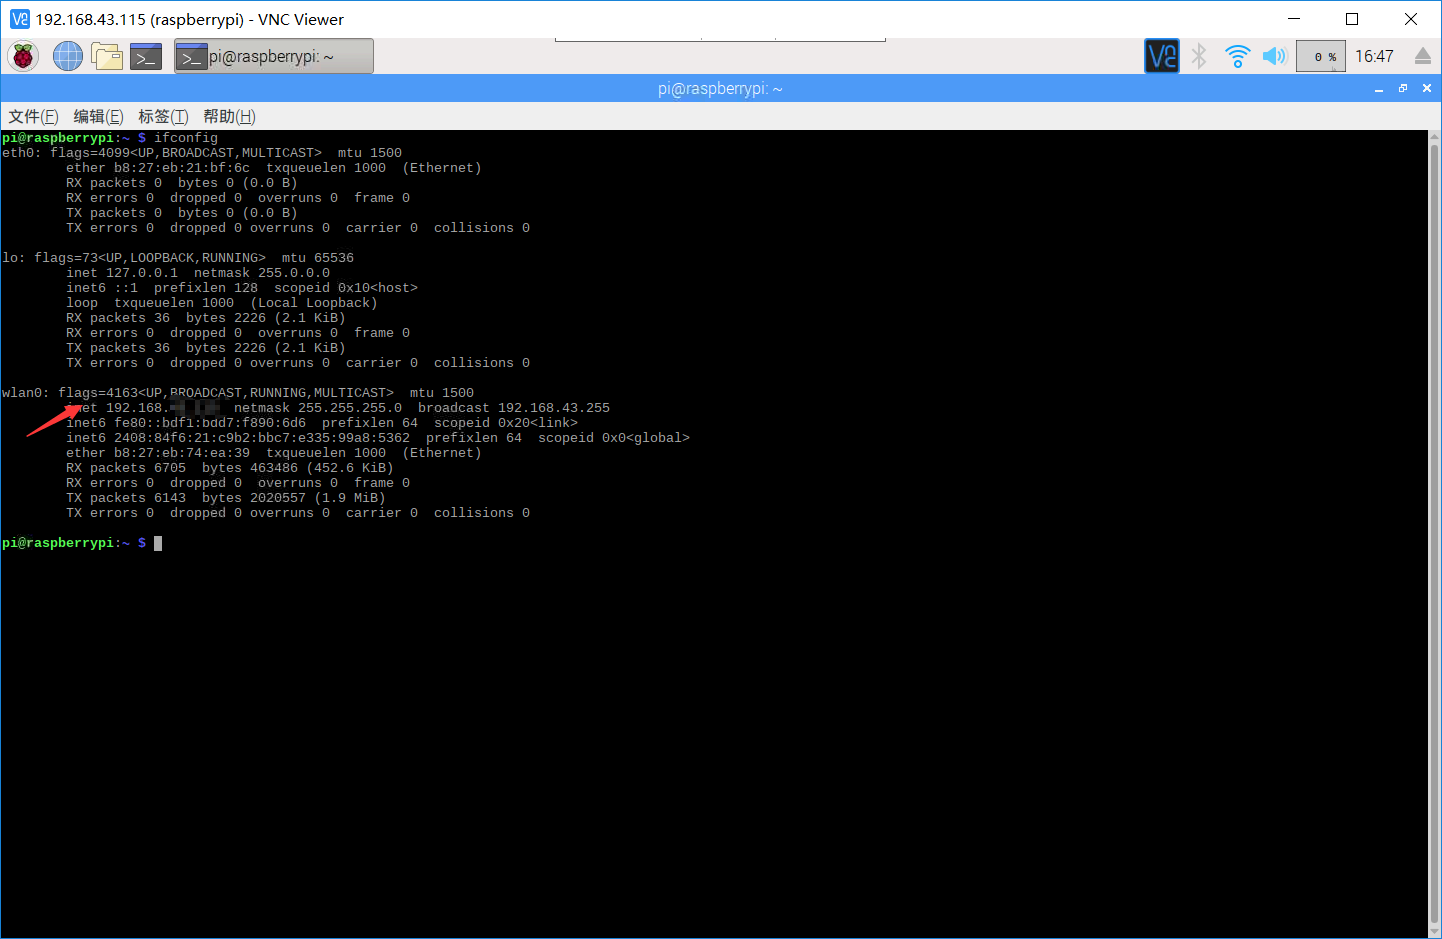 192.168.43.115 (raspberrypi) - VNC Viewer
pi@raspberrypi: ~
0 %
16:47
pi@raspberrypi: ~
文件(F) 编辑(E) 标签(T) 帮助(H)
pi@raspberrypi:~ $ ifconfig
eth0: flags=4099<UP,BROADCAST,MULTICAST>  mtu 1500
        ether b8:27:eb:21:bf:6c  txqueuelen 1000  (Ethernet)
        RX packets 0  bytes 0 (0.0 B)
        RX errors 0  dropped 0  overruns 0  frame 0
        TX packets 0  bytes 0 (0.0 B)
        TX errors 0  dropped 0 overruns 0  carrier 0  collisions 0
lo: flags=73<UP,LOOPBACK,RUNNING>  mtu 65536
        inet 127.0.0.1  netmask 255.0.0.0
        inet6 ::1  prefixlen 128  scopeid 0x10<host>
        loop  txqueuelen 1000  (Local Loopback)
        RX packets 36  bytes 2226 (2.1 KiB)
        RX errors 0  dropped 0  overruns 0  frame 0
        TX packets 36  bytes 2226 (2.1 KiB)
        TX errors 0  dropped 0 overruns 0  carrier 0  collisions 0
wlan0: flags=4163<UP,BROADCAST,RUNNING,MULTICAST>  mtu 1500
        inet 192.168.  netmask 255.255.255.0  broadcast 192.168.43.255
        inet6 fe80::bdf1:bdd7:f890:6d6  prefixlen 64  scopeid 0x20<link>
        inet6 2408:84f6:21:c9b2:bbc7:e335:99a8:5362  prefixlen 64  scopeid 0x0<global>
        ether b8:27:eb:74:ea:39  txqueuelen 1000  (Ethernet)
        RX packets 6705  bytes 463486 (452.6 KiB)
        RX errors 0  dropped 0  overruns 0  frame 0
        TX packets 6143  bytes 2020557 (1.9 MiB)
        TX errors 0  dropped 0 overruns 0  carrier 0  collisions 0
pi@raspberrypi:~ $